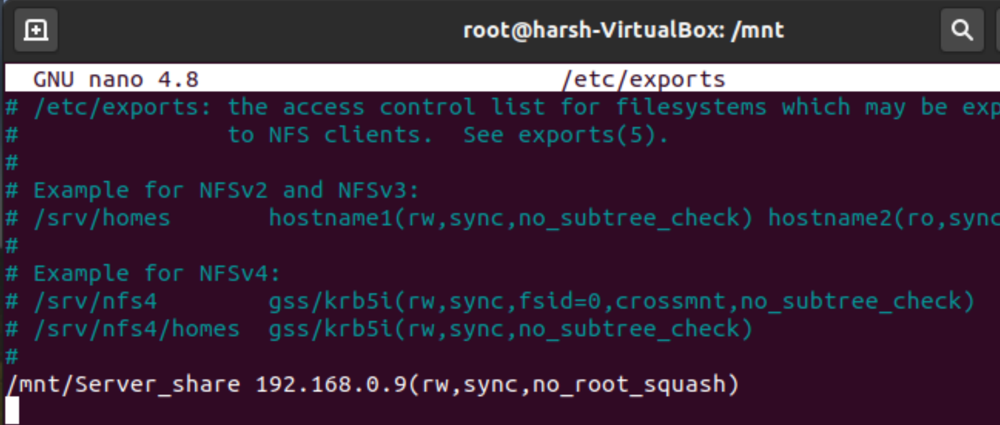 root@harsh-VirtualBox: /mnt
GNU nano 4.8 /etc/exports
# /etc/exports: the access control list for filesystems which may be
# to NFS clients. See exports(5).
#
# Example for NFSv2 and NFSv3:
# /srv/homes hostname1(rw,sync,no_subtree_check) hostname2(ro,sync
#
# Example for NFSv4:
# /srv/nfs4 gss/krb5i(rw,sync,fsid=0,crossmnt,no_subtree_check)
# /srv/nfs4/homes gss/krb5i(rw,sync,no_subtree_check)
#
/mnt/Server_share 192.168.0.9(rw,sync,no_root_squash)